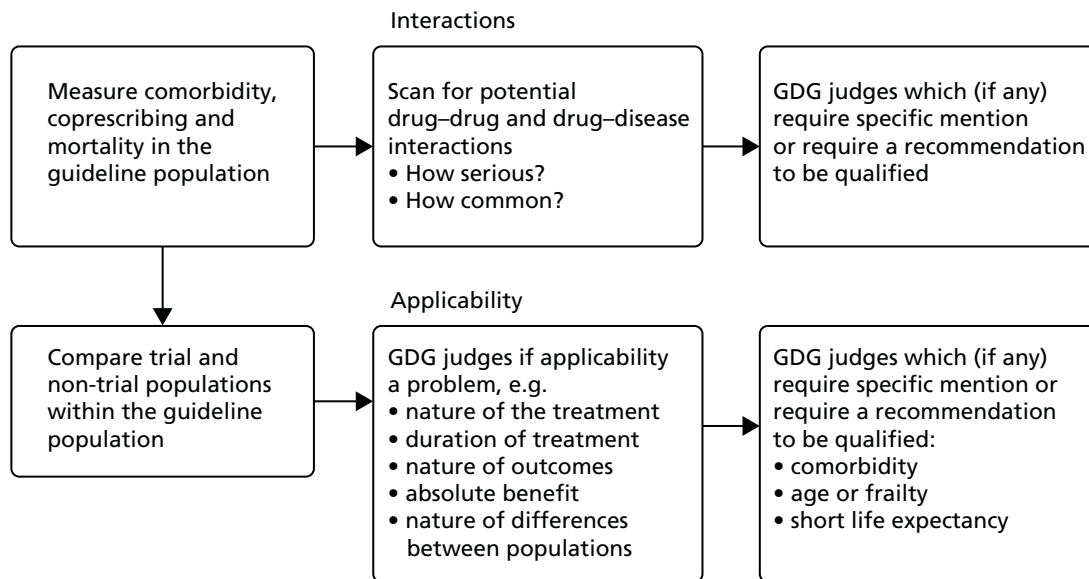 Interactions
Measure comorbidity,
coprescribing and
mortality in the
guideline population
Scan for potential
drug–drug and drug–disease
interactions
• How serious?
• How common?
GDG judges which (if any)
require specific mention
or require a recommendation
to be qualified
Applicability
Compare trial and
non-trial populations
within the guideline
population
GDG judges if applicability
a problem, e.g.
• nature of the treatment
• duration of treatment
• nature of outcomes
• absolute benefit
• nature of differences
between populations
GDG judges which (if any)
require specific mention or
require a recommendation
to be qualified:
• comorbidity
• age or frailty
• short life expectancy